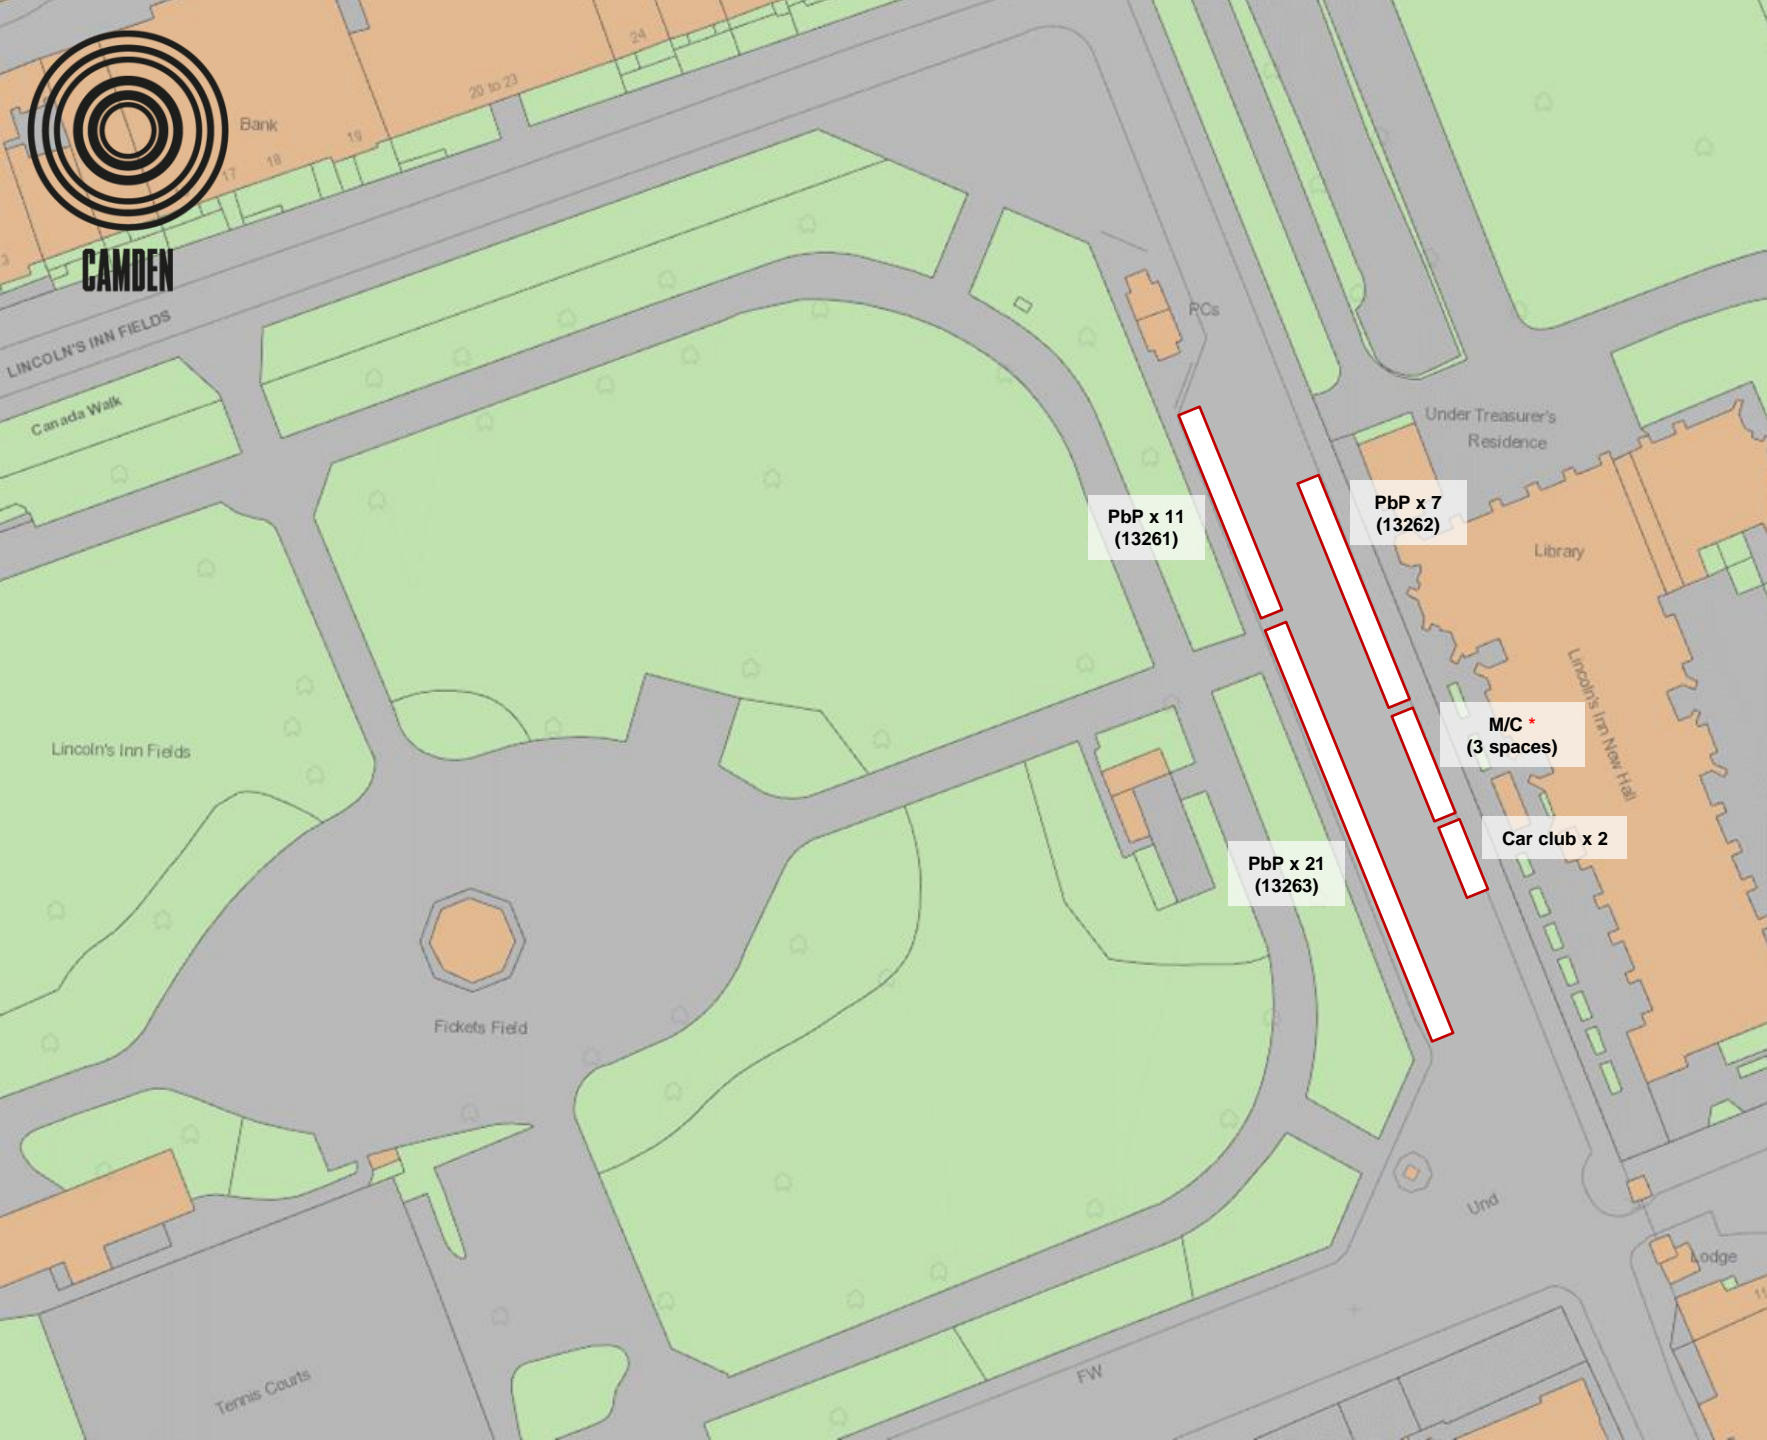 24
20 to 23
Bank
19
18
17
3
CAMDEN
LINCOLN'S INN FIELDS
PCs
Canada Walk
Under Treasurer's
Residence
PbP x 7
(13262)
PbP x 11
(13261)
Library
Lincoln's Inn New Hall
M/C *
(3 spaces)
Lincoln's Inn Fields
Car club x 2
PbP x 21
(13263)
Fickets Field
Und
Lodge
11
FW
Tennis Courts